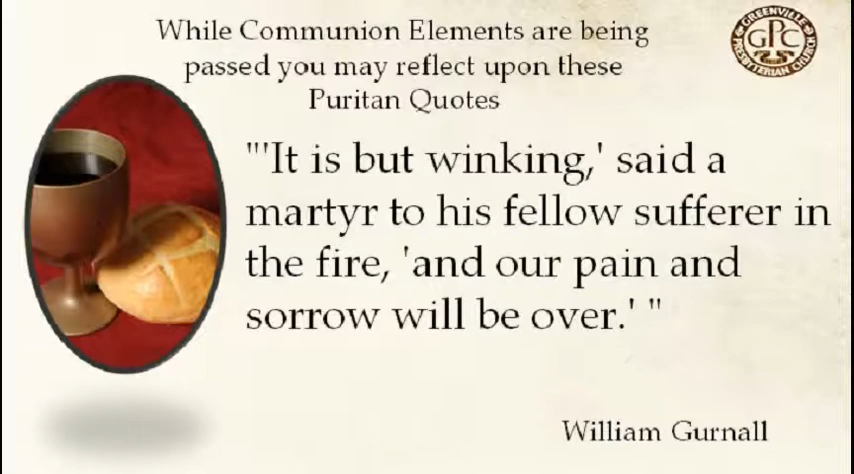 While Communion Elements are being
passed you may reflect upon these
Puritan Quotes
GREENVILLE
GPC
PRESBYTERIAN CHURCH
"'It is but winking,' said a
martyr to his fellow sufferer in
the fire, 'and our pain and
sorrow will be over.' "
William Gurnall